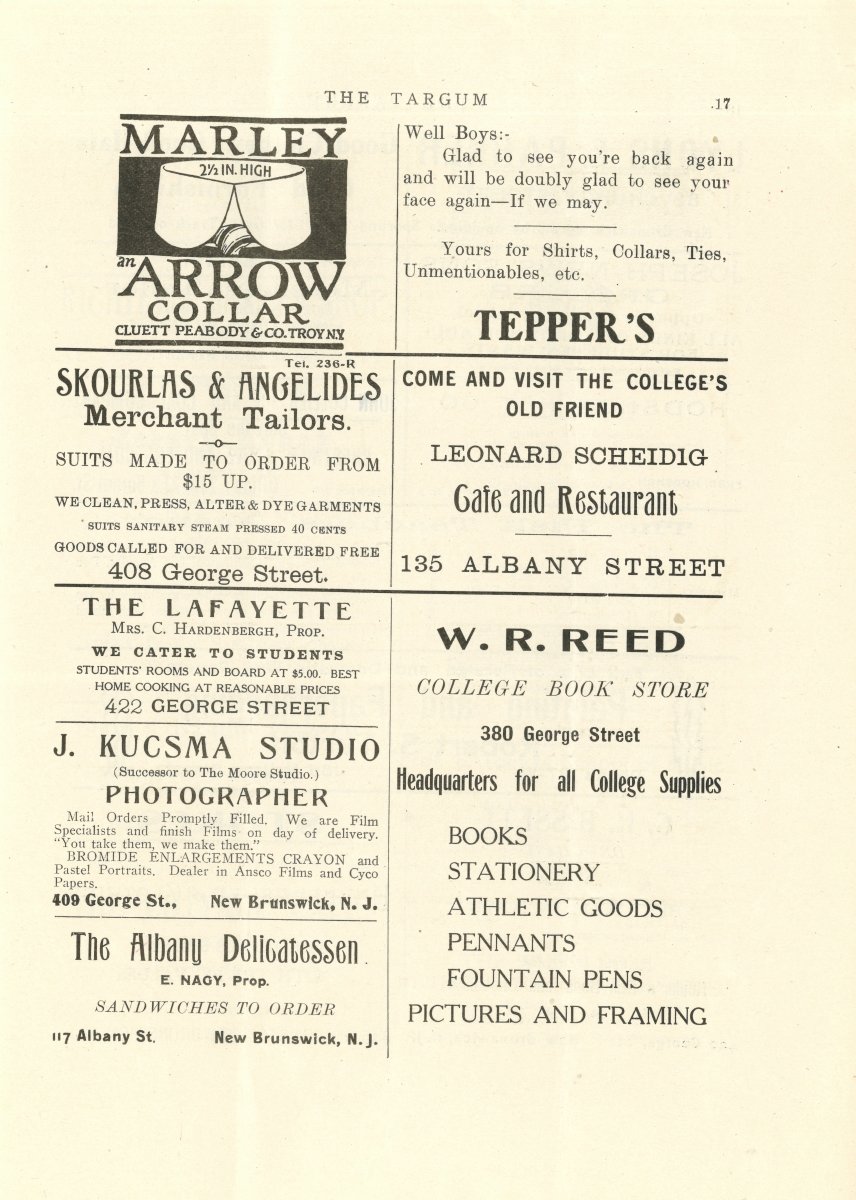 THE TARGUM
17
MARLEY
2½ IN. HIGH
an
ARROW
COLLAR
CLUETT PEABODY & CO. TROY N.Y.
Well Boys:-
Glad to see you're back again
and will be doubly glad to see your
face again—If we may.
Yours for Shirts, Collars, Ties,
Unmentionables, etc.
TEPPER'S
Tel. 236-R
SKOURLAS & ANGELIDES
Merchant Tailors.
SUITS MADE TO ORDER FROM
$15 UP.
WE CLEAN, PRESS, ALTER & DYE GARMENTS
SUITS SANITARY STEAM PRESSED 40 CENTS
GOODS CALLED FOR AND DELIVERED FREE
408 George Street.
COME AND VISIT THE COLLEGE'S
OLD FRIEND
LEONARD SCHEIDIG
Cafe and Restaurant
135 ALBANY STREET
THE LAFAYETTE
MRS. C. HARDENBERGH, PROP.
WE CATER TO STUDENTS
STUDENTS' ROOMS AND BOARD AT $5.00. BEST
HOME COOKING AT REASONABLE PRICES
422 GEORGE STREET
J. KUCSMA STUDIO
(Successor to The Moore Studio.)
PHOTOGRAPHER
Mail Orders Promptly Filled. We are Film
Specialists and finish Films on day of delivery.
"You take them, we make them."
BROMIDE ENLARGEMENTS CRAYON and
Pastel Portraits. Dealer in Ansco Films and Cyco
Papers.
409 George St., New Brunswick, N. J.
The Albany Delicatessen
E. NAGY, Prop.
SANDWICHES TO ORDER
117 Albany St. New Brunswick, N. J.
W. R. REED
COLLEGE BOOK STORE
380 George Street
Headquarters for all College Supplies
BOOKS
STATIONERY
ATHLETIC GOODS
PENNANTS
FOUNTAIN PENS
PICTURES AND FRAMING